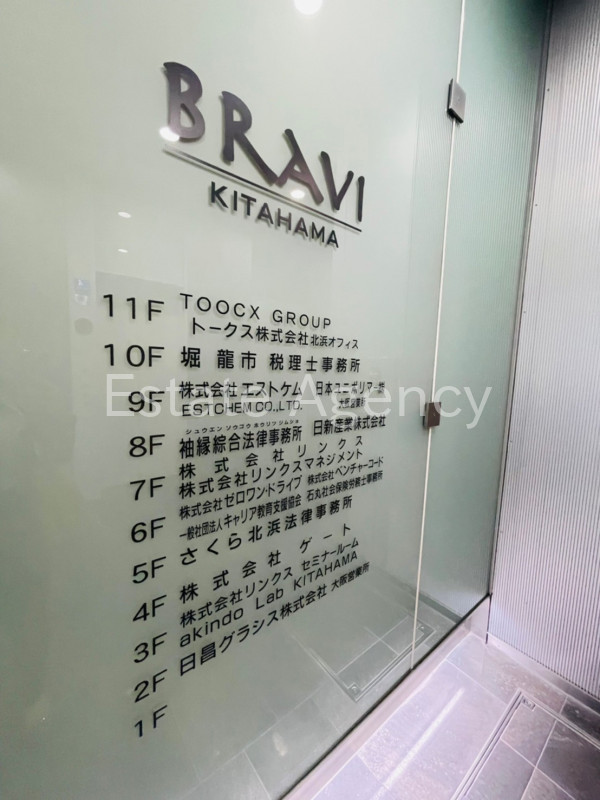 BRAVI
KITAHAMA
11F TOOCX GROUP
トークス株式会社 北浜オフィス
10F 堀 龍市 税理士事務所
9F 株式会社 エストケム 日本ユニポリマー㈱
ESTCHEM CO.,LTD. 大阪営業所
シュウエン ソウゴウ ホウリツ ジムショ
8F 袖縁綜合法律事務所 日新産業株式会社
株式会社リンクス
7F 株式会社リンクスマネジメント
株式会社ゼロワン・ドライブ 株式会社ベンチャーコード
6F 一般社団法人キャリア教育支援協会 石丸社会保険労務士事務所
5F さくら北浜法律事務所
4F 株式会社 ゲート
株式会社リンクス セミナールーム
3F akindo Lab KITAHAMA
2F 日昌グラシス株式会社 大阪営業所
1F
Estate Agency